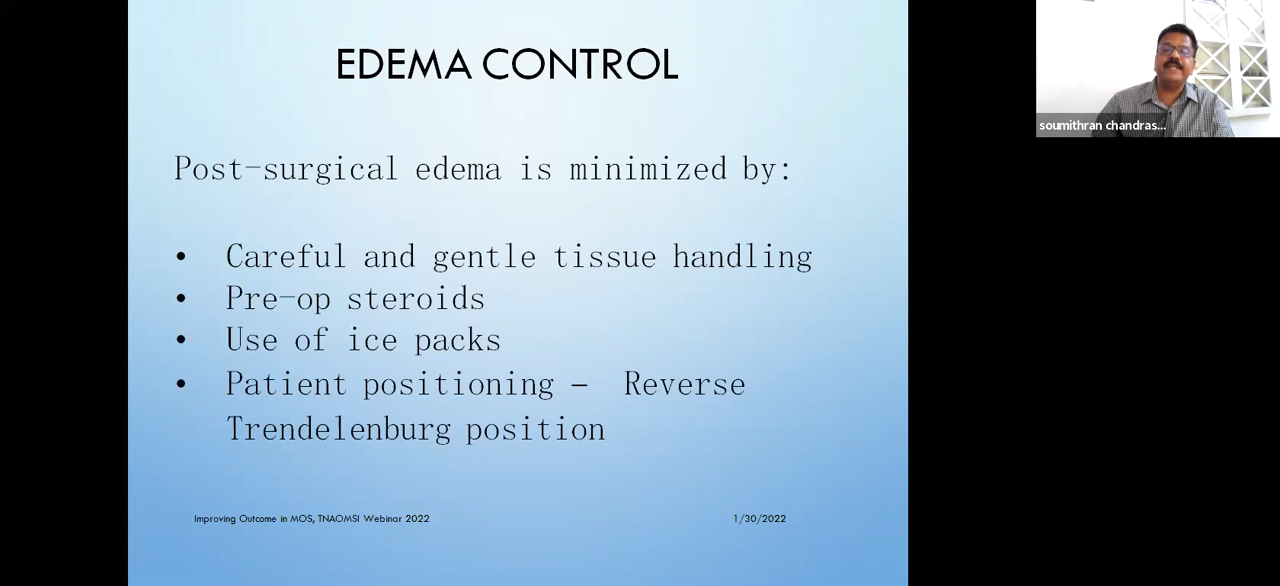 EDEMA CONTROL
Post-surgical edema is minimized by:
• Careful and gentle tissue handling
• Pre-op steroids
• Use of ice packs
• Patient positioning – Reverse
Trendelenburg position
Improving Outcome in MOS, TNAOMSI Webinar 2022
1/30/2022
soumithran chandras...